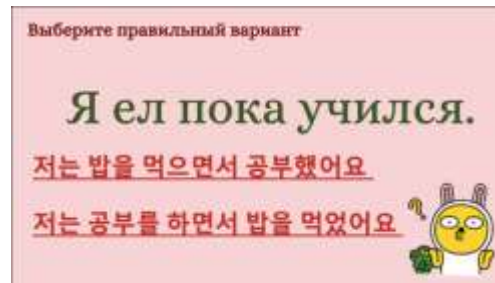 Выберите правильный вариант
Я ел пока учился.
저는 밥을 먹으면서 공부했어요
저는 공부를 하면서 밥을 먹었어요
?